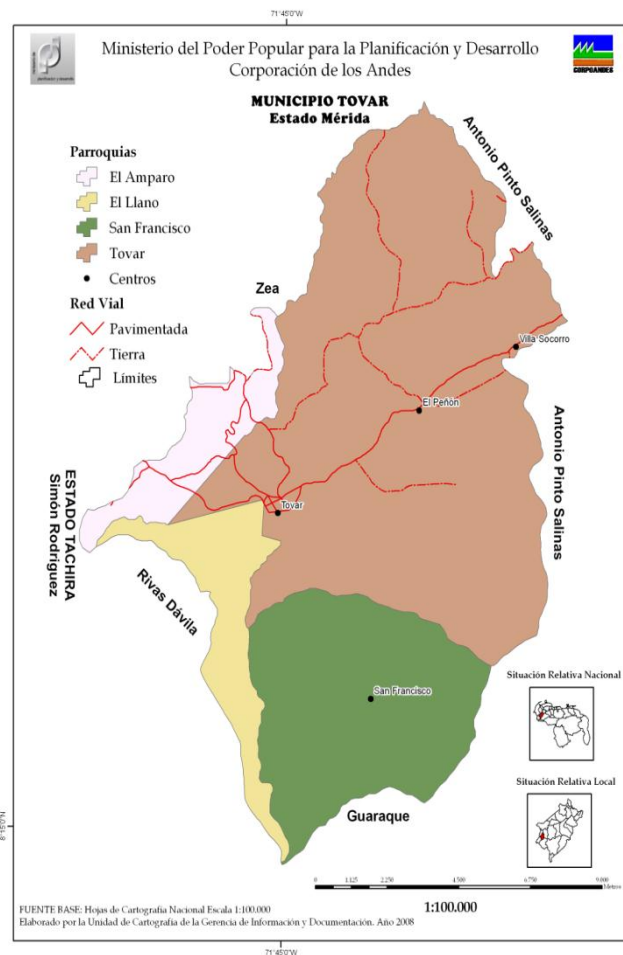 71°45'0"W
Ministerio del Poder Popular para la Planificación y Desarrollo
Corporación de los Andes
CORPOANDES
MUNICIPIO TOVAR
Estado Mérida
Parroquias
El Amparo
El Llano
San Francisco
Tovar
Centros
Red Vial
Pavimentada
Tierra
Límites
Antonio Pinto Salinas
Zea
Villa Socorro
El Peñón
Antonio Pinto Salinas
ESTADO TACHIRA
Simón Rodríguez
Tovar
Rivas Dávila
San Francisco
Guaraque
Situación Relativa Nacional
Situación Relativa Local
8°15'0"N
0 1.125 2.250 4.500 6.750 9.000
Metros
1:100.000
FUENTE BASE: Hojas de Cartografía Nacional Escala 1:100.000
Elaborado por la Unidad de Cartografía de la Gerencia de Información y Documentación. Año 2008
71°45'0"W